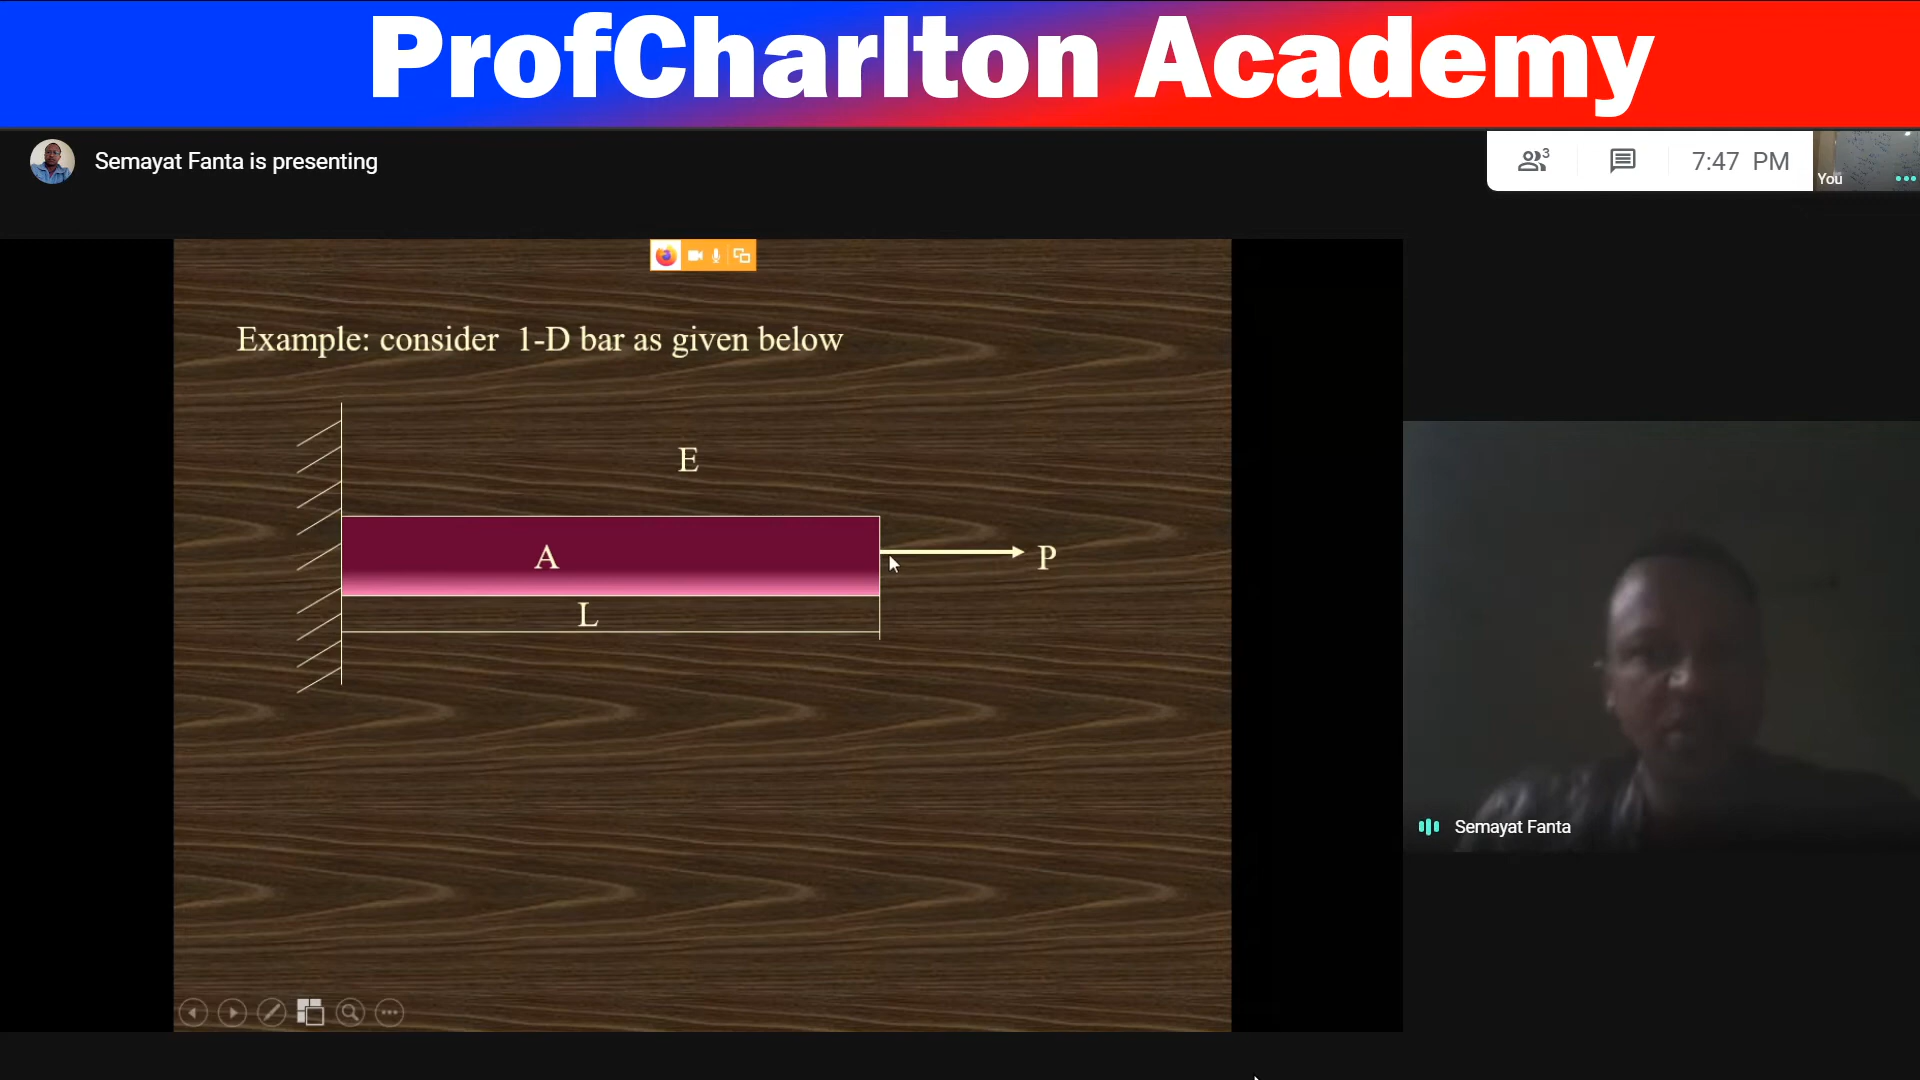 ProfCharlton Academy
Semayat Fanta is presenting
3
7:47 PM
You
Example: consider 1-D bar as given below
E
A
P
L
Semayat Fanta